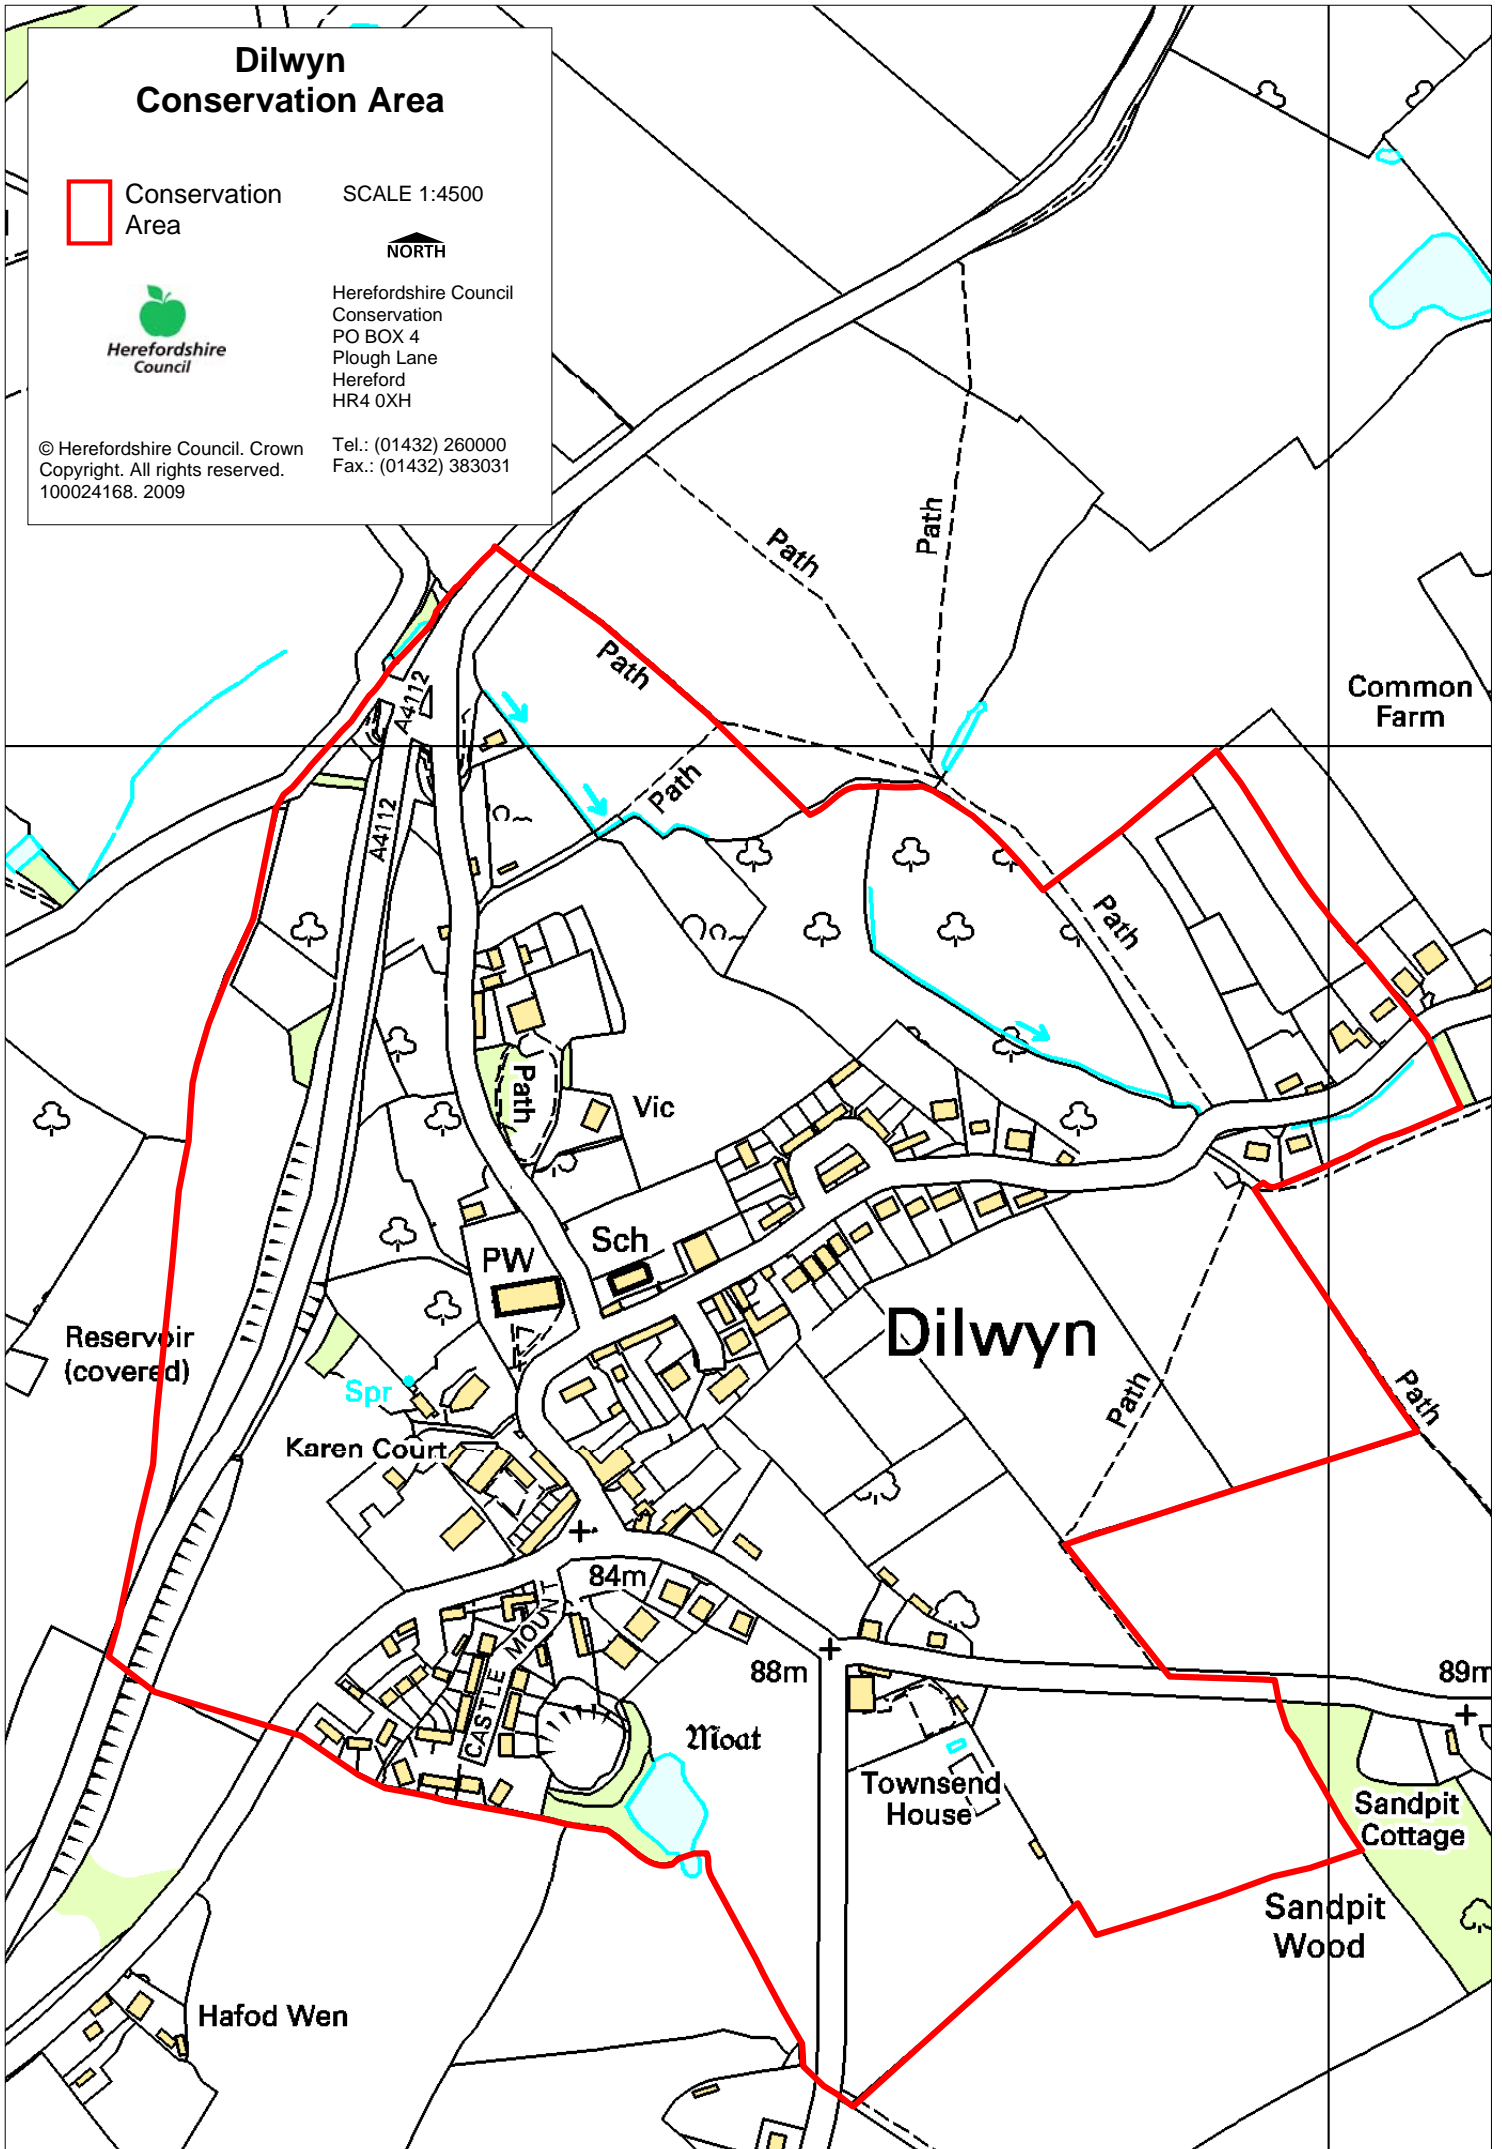 Dilwyn
Conservation Area
Conservation
Area
SCALE 1:4500
NORTH
Herefordshire
Council
Herefordshire Council
Conservation
PO BOX 4
Plough Lane
Hereford
HR4 0XH
Tel.: (01432) 260000
Fax.: (01432) 383031
© Herefordshire Council. Crown
Copyright. All rights reserved.
100024168. 2009
Path
Path
Path
Common
Farm
A4112
Path
A4112
Path
Path
Vic
Sch
PW
Dilwyn
Reservoir
(covered)
Spr
Path
Path
Karen Court
84m
CASTLE MOUNT
88m
89m
Moat
Townsend
House
Sandpit
Cottage
Sandpit
Wood
Hafod Wen